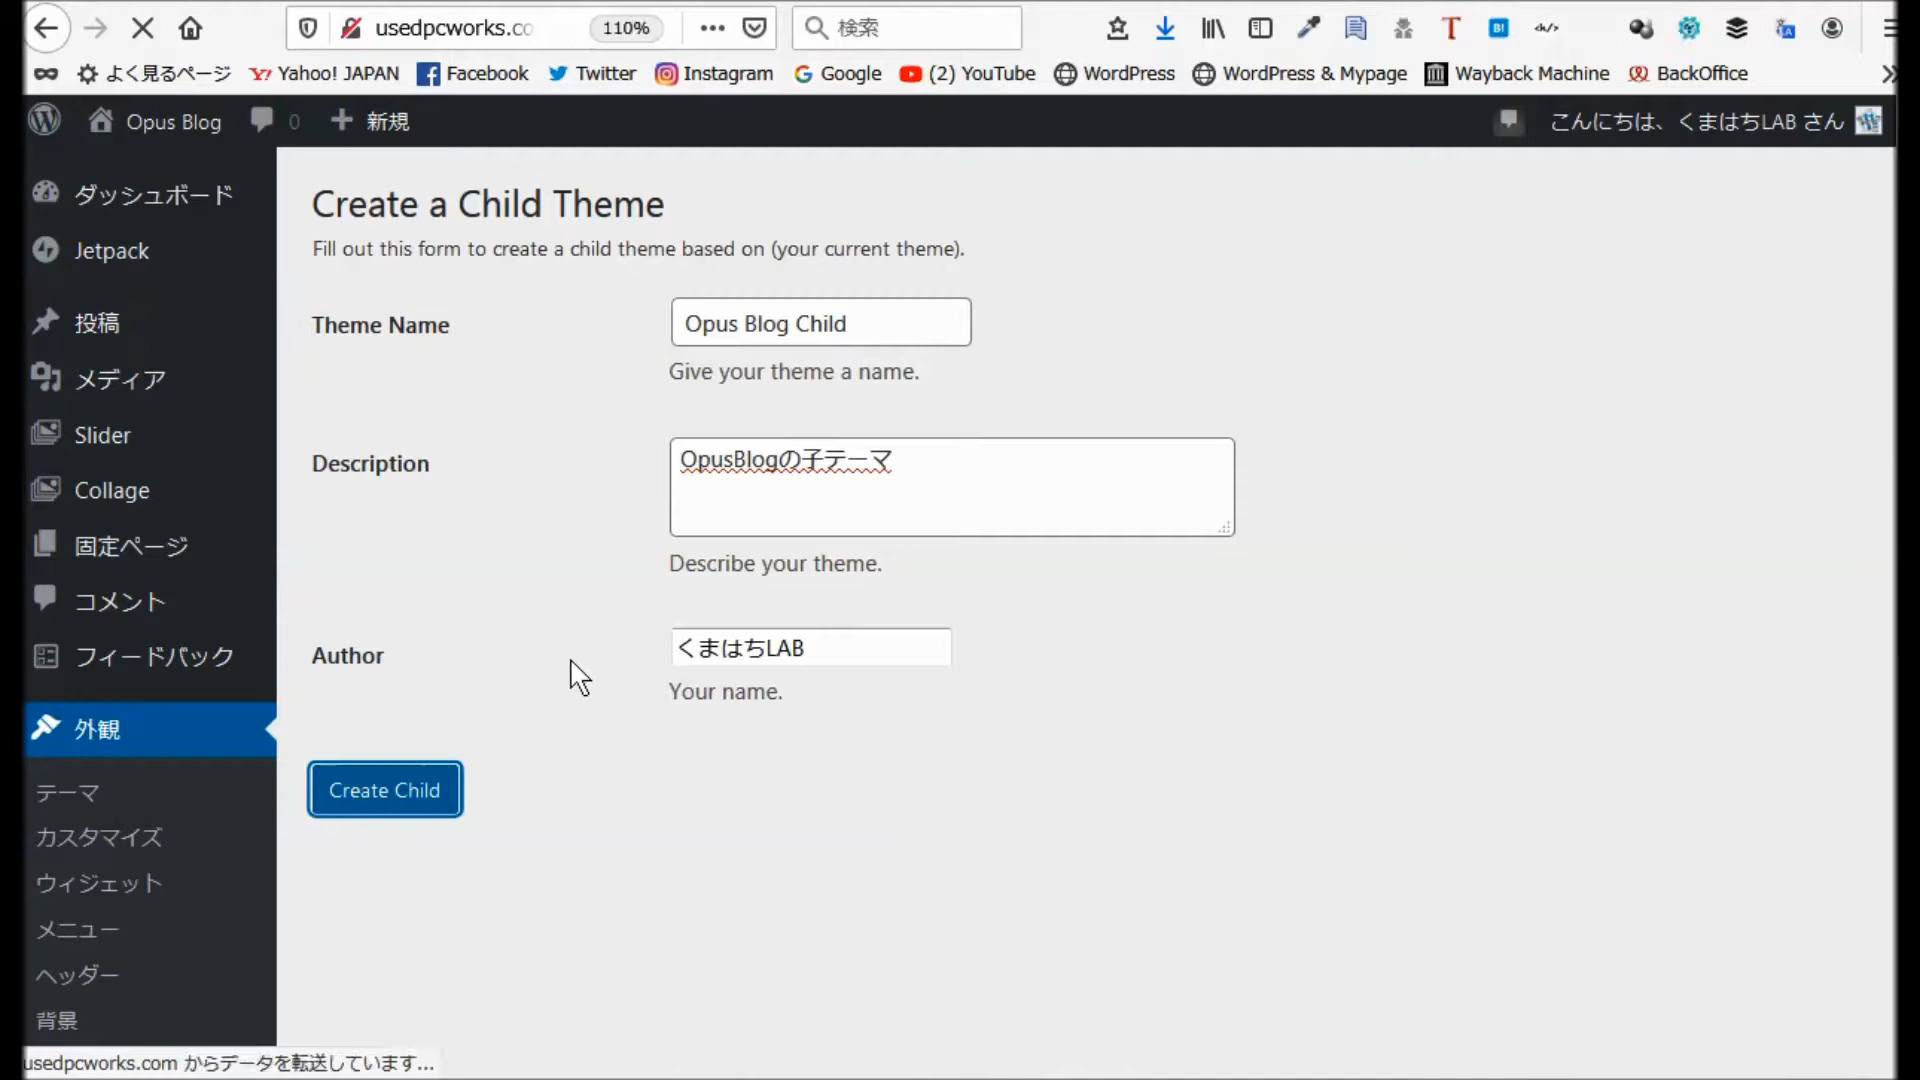 usedpcworks.co
110%
検索
よく見るページ
Yahoo! JAPAN
Facebook
Twitter
Instagram
Google
(2) YouTube
WordPress
WordPress & Mypage
Wayback Machine
BackOffice
Opus Blog
0
新規
こんにちは、くまはちLAB さん
ダッシュボード
Jetpack
投稿
メディア
Slider
Collage
固定ページ
コメント
フィードバック
外観
テーマ
カスタマイズ
ウィジェット
メニュー
ヘッダー
背景
Create a Child Theme
Fill out this form to create a child theme based on (your current theme).
Theme Name
Opus Blog Child
Give your theme a name.
Description
OpusBlogの子テーマ
Describe your theme.
Author
くまはちLAB
Your name.
Create Child
usedpcworks.com からデータを転送しています...